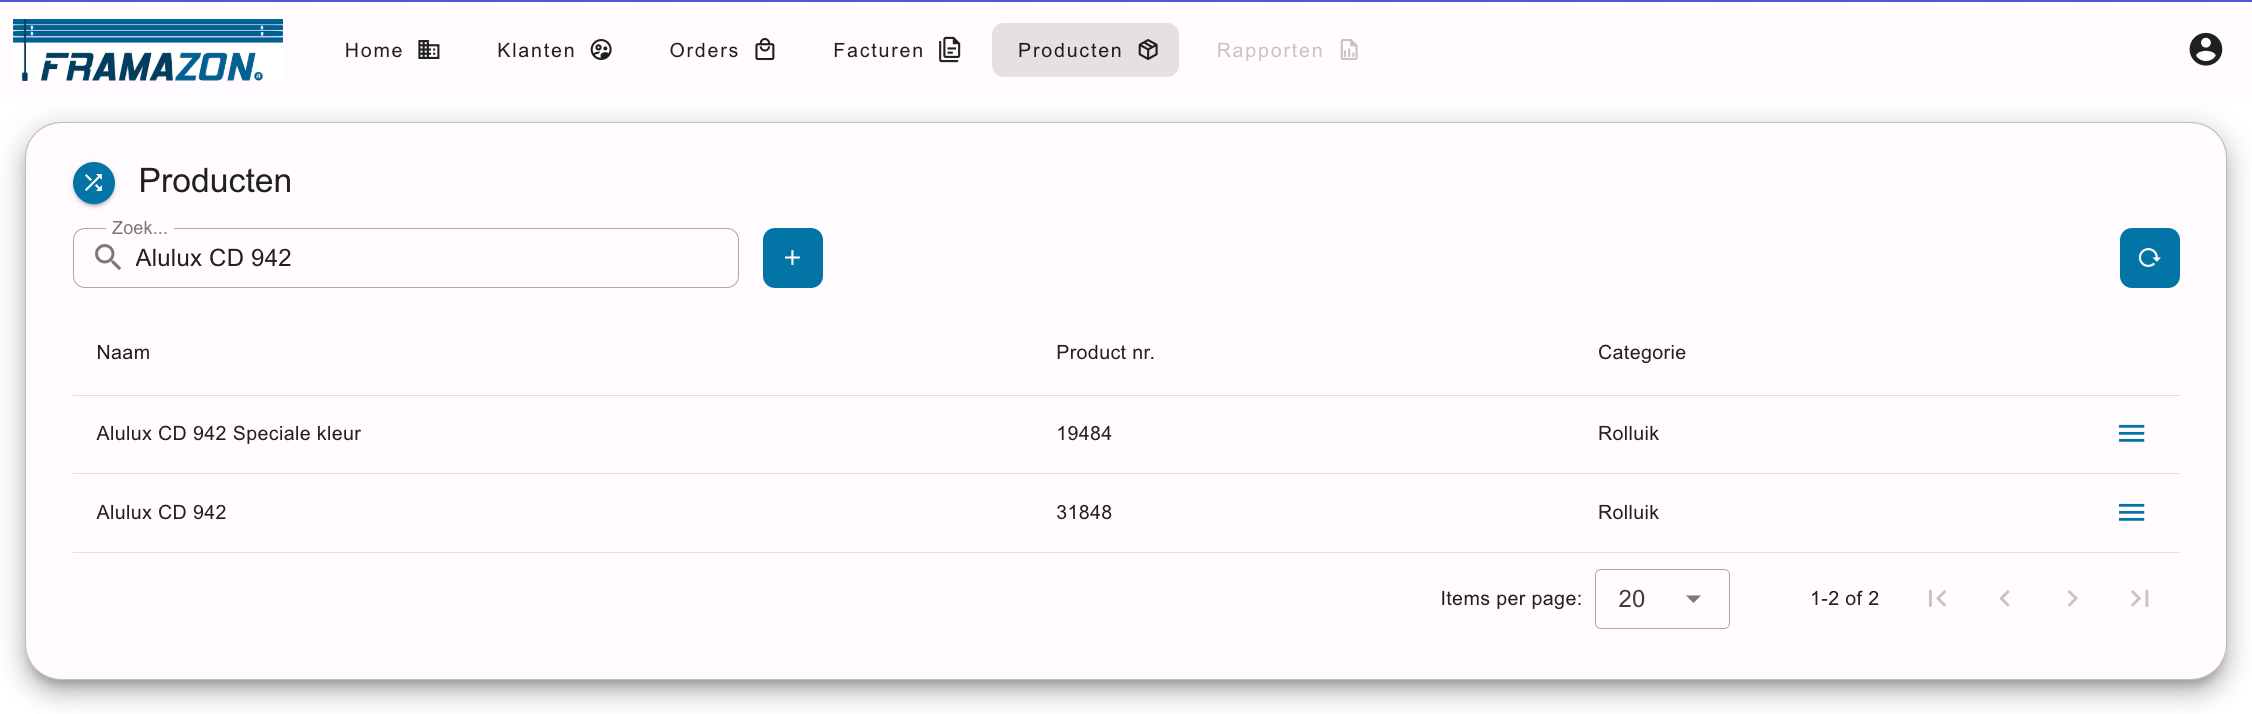 FRAMAZON
Home Klanten Orders Facturen Producten Rapporten
Producten
Zoek...
Alulux CD 942
+
Naam Product nr. Categorie
Alulux CD 942 Speciale kleur 19484 Rolluik
Alulux CD 942 31848 Rolluik
Items per page: 20 1-2 of 2